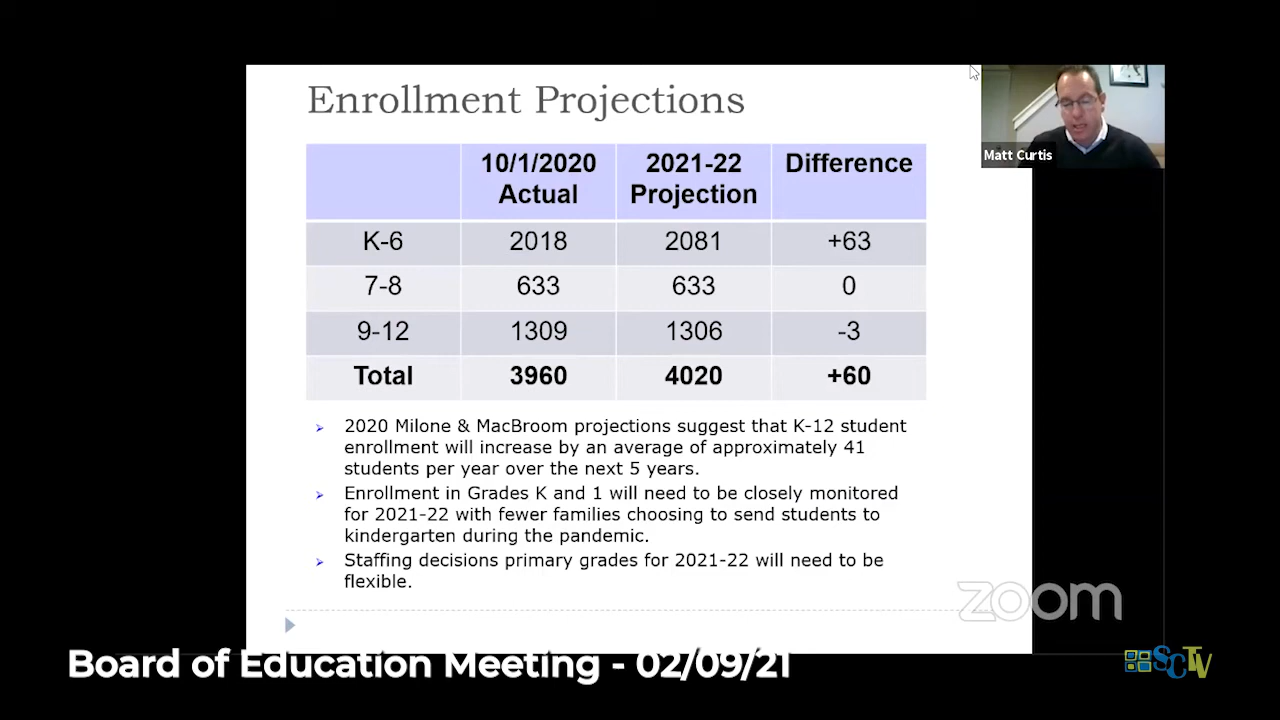 Enrollment Projections
10/1/2020 Actual 2021-22 Projection Difference
K-6 2018 2081 +63
7-8 633 633 0
9-12 1309 1306 -3
Total 3960 4020 +60
2020 Milone & MacBroom projections suggest that K-12 student
enrollment will increase by an average of approximately 41
students per year over the next 5 years.
Enrollment in Grades K and 1 will need to be closely monitored
for 2021-22 with fewer families choosing to send students to
kindergarten during the pandemic.
Staffing decisions primary grades for 2021-22 will need to be
flexible.
Matt Curtis
zoom
Board of Education Meeting - 02/09/21
SCTV